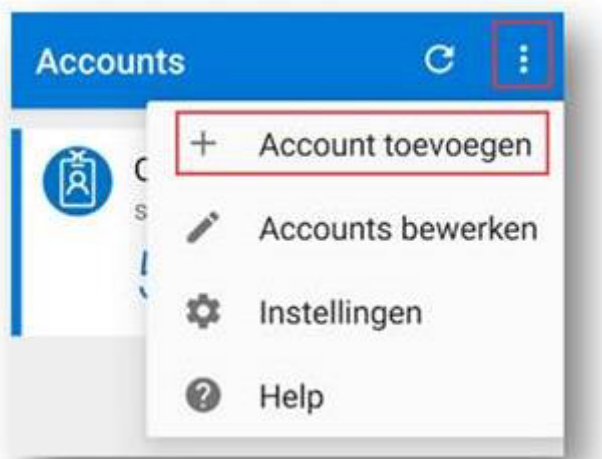 Accounts
Account toevoegen
Accounts bewerken
Instellingen
Help